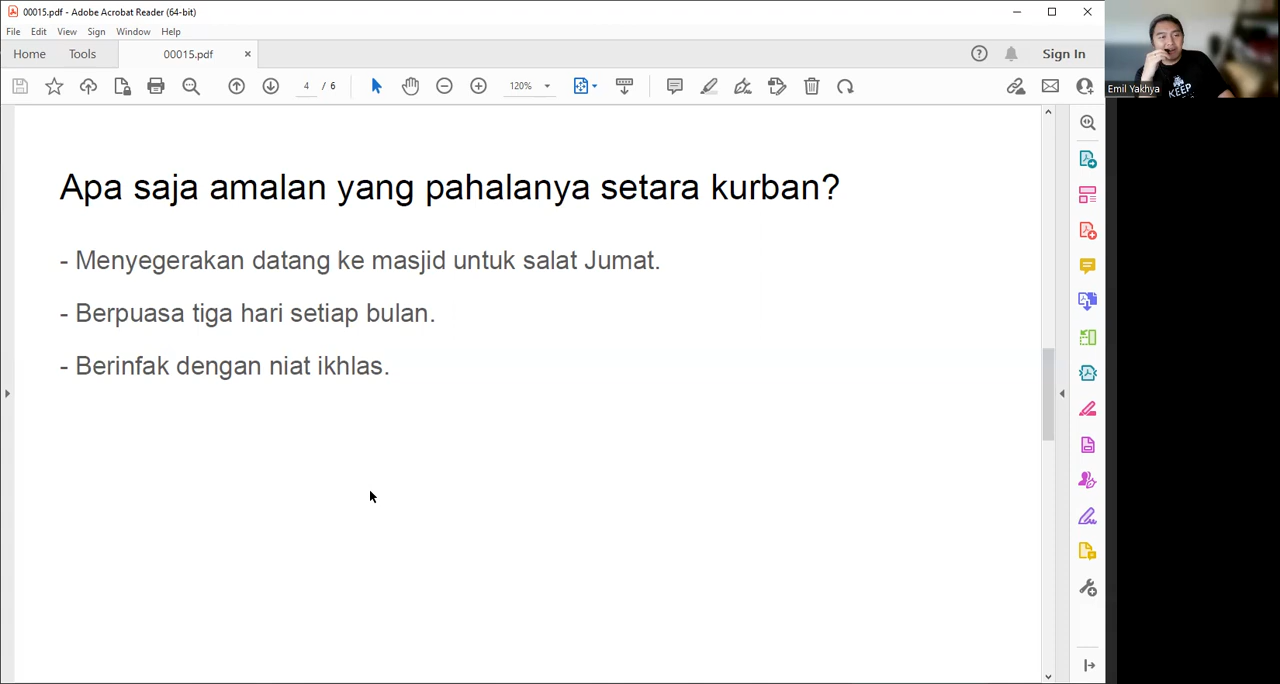 00015.pdf - Adobe Acrobat Reader (64-bit)
File Edit View Sign Window Help
Home Tools 00015.pdf × Sign In
4 / 6 120%
Emil Yakhya
KEEP
Apa saja amalan yang pahalanya setara kurban?
- Menyegerakan datang ke masjid untuk salat Jumat.
- Berpuasa tiga hari setiap bulan.
- Berinfak dengan niat ikhlas.